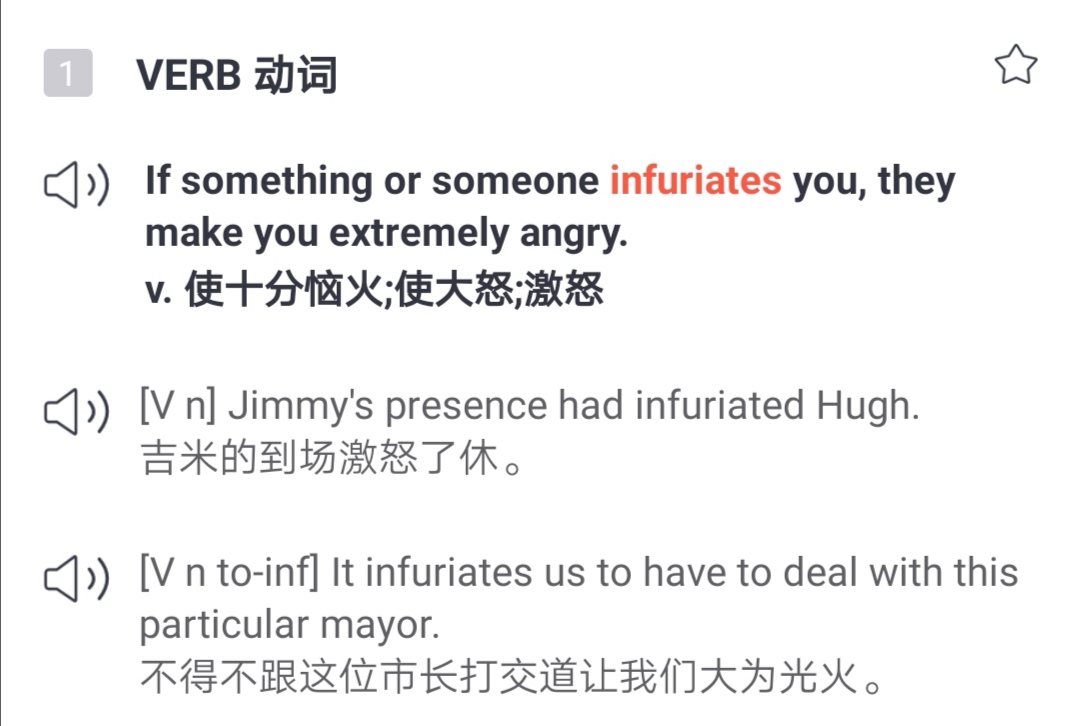 1 VERB 动词
If something or someone infuriates you, they
make you extremely angry.
v. 使十分恼火;使大怒;激怒
[V n] Jimmy's presence had infuriated Hugh.
吉米的到场激怒了休。
[V n to-inf] It infuriates us to have to deal with this
particular mayor.
不得不跟这位市长打交道让我们大为光火。